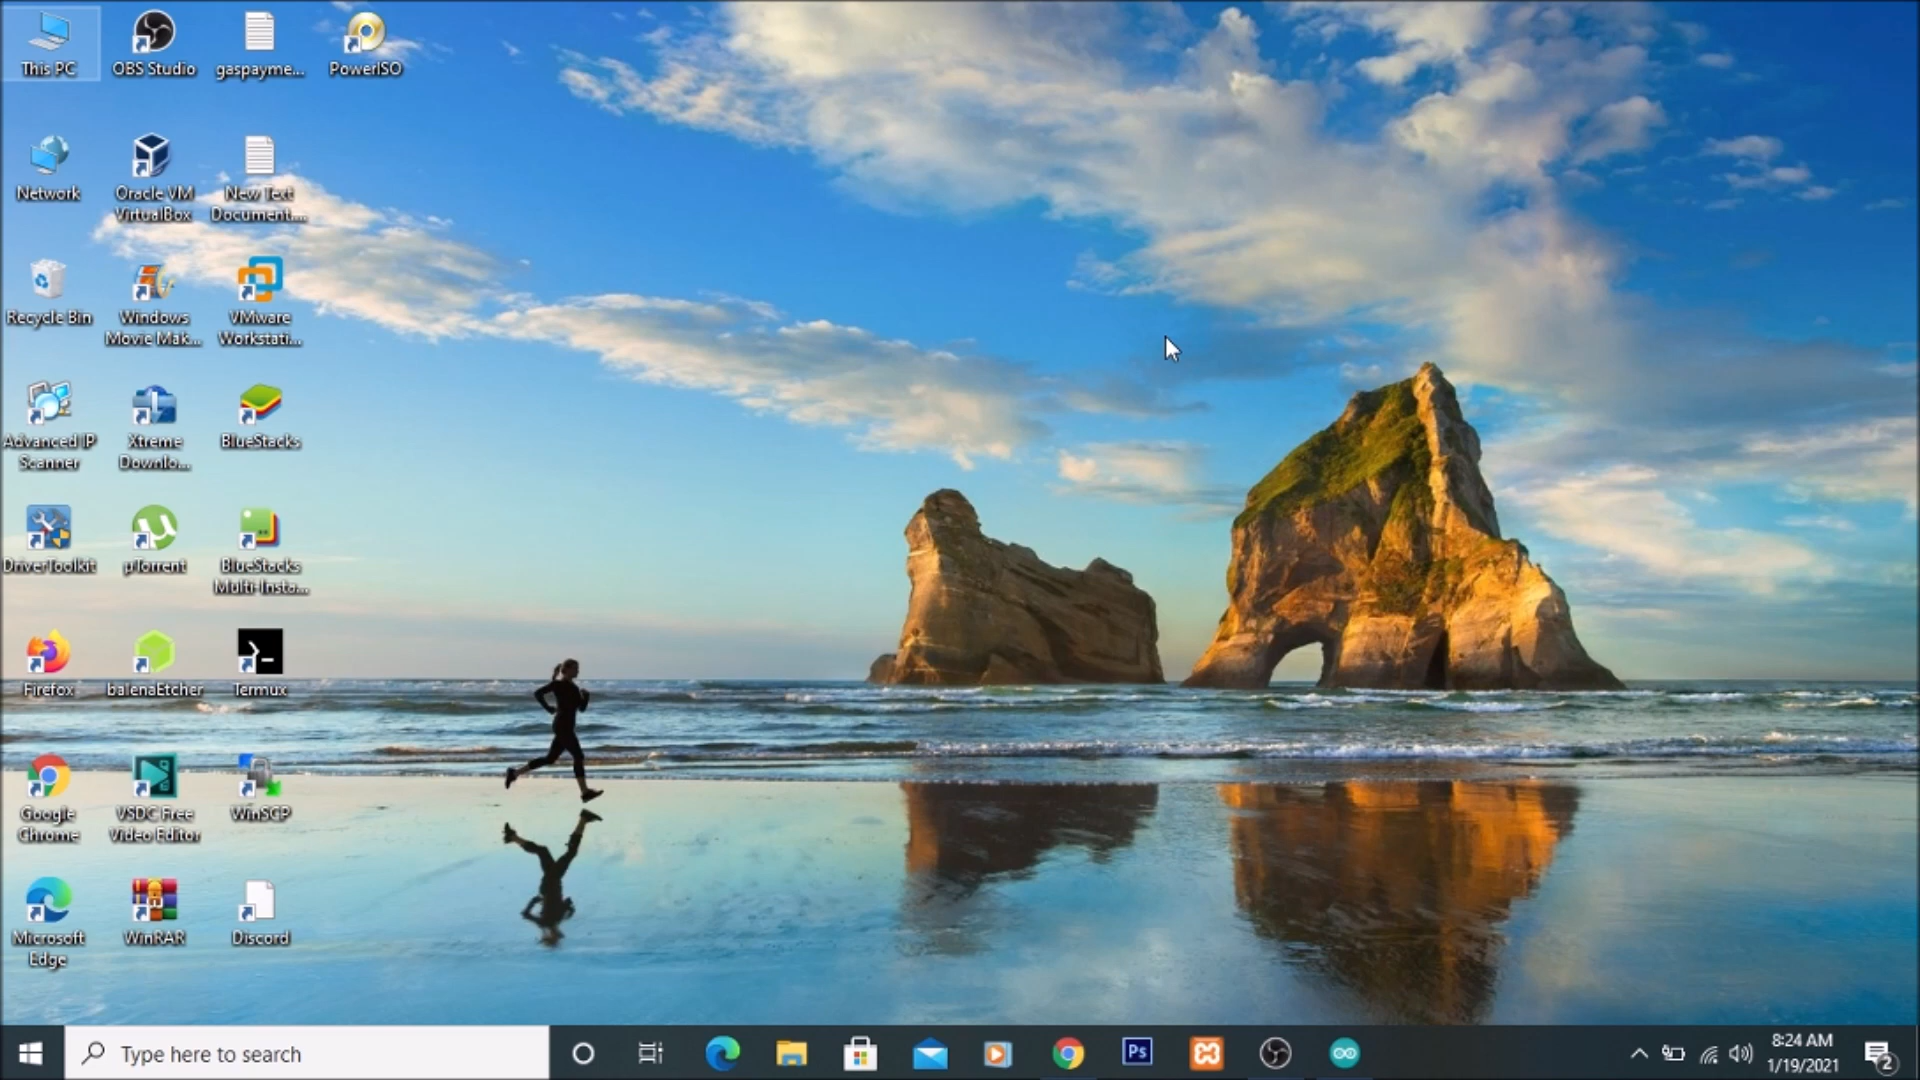 This PC
OBS Studio
gaspayme...
PowerISO
Network
Oracle VM
VirtualBox
New Text
Document....
Recycle Bin
Windows
Movie Mak...
VMware
Workstati...
Advanced IP
Scanner
Xtreme
Downlo...
BlueStacks
DriverToolkit
µTorrent
BlueStacks
Multi-Insta...
Firefox
balenaEtcher
Termux
Google
Chrome
VSDC Free
Video Editor
WinSCP
Microsoft
Edge
WinRAR
Discord
Type here to search
Ps
8:24 AM
1/19/2021
2